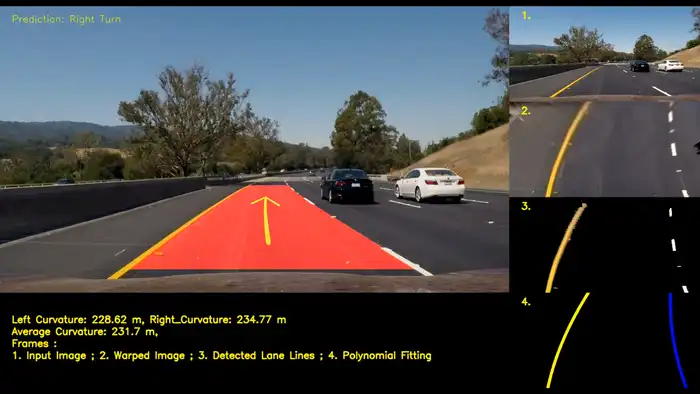 Prediction: Right Turn
1.
2.
3.
4.
Left Curvature: 228.62 m, Right_Curvature: 234.77 m
Average Curvature: 231.7 m,
Frames :
1. Input Image ; 2. Warped Image ; 3. Detected Lane Lines ; 4. Polynomial Fitting